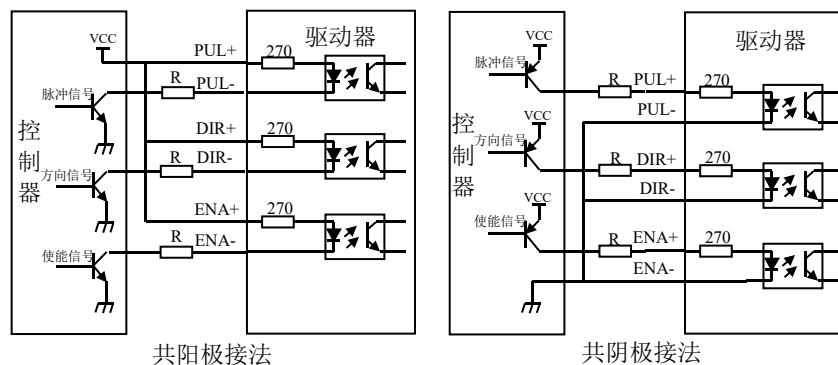 VCC
PUL+
270
驱动器
脉冲信号
R
PUL-
控制器
DIR+
270
方向信号
R
DIR-
ENA+
270
使能信号
R
ENA-
共阳极接法
VCC
驱动器
脉冲信号
R
PUL+
270
PUL-
控制器
VCC
方向信号
R
DIR+
270
DIR-
VCC
使能信号
R
ENA+
270
ENA-
共阴极接法